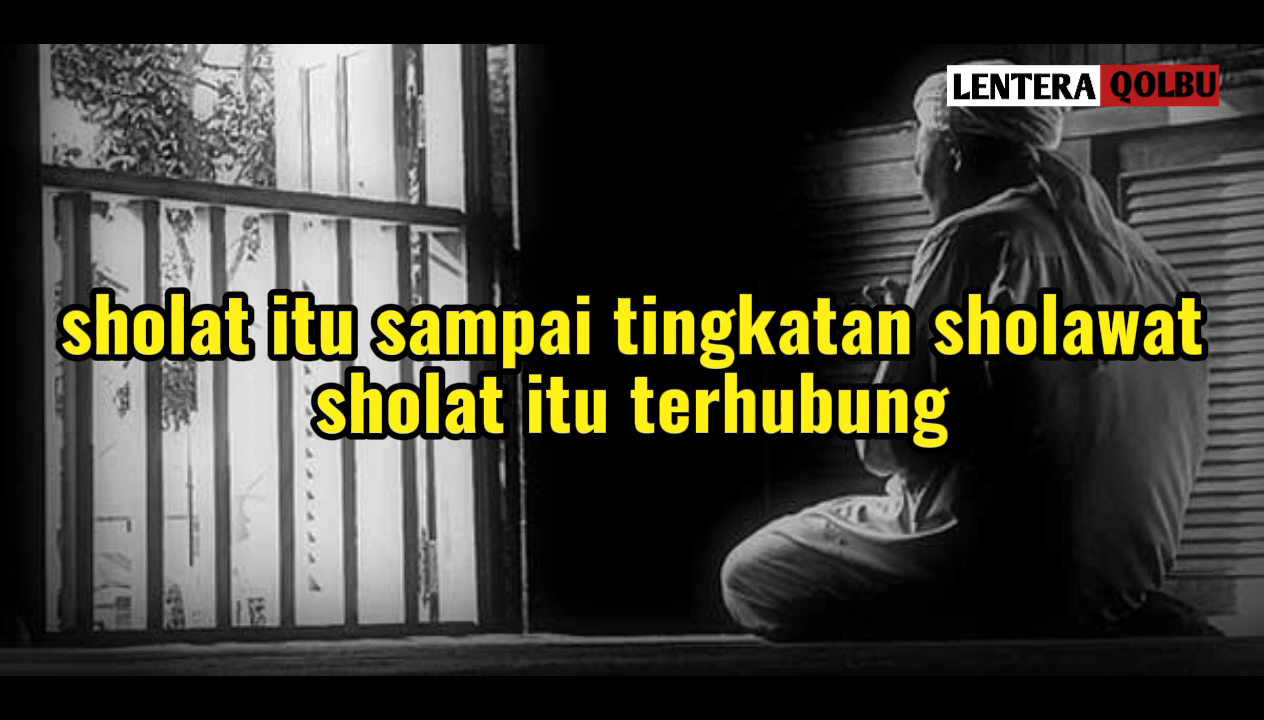 LENTERA QOLBU
sholat itu sampai tingkatan sholawat
sholat itu terhubung